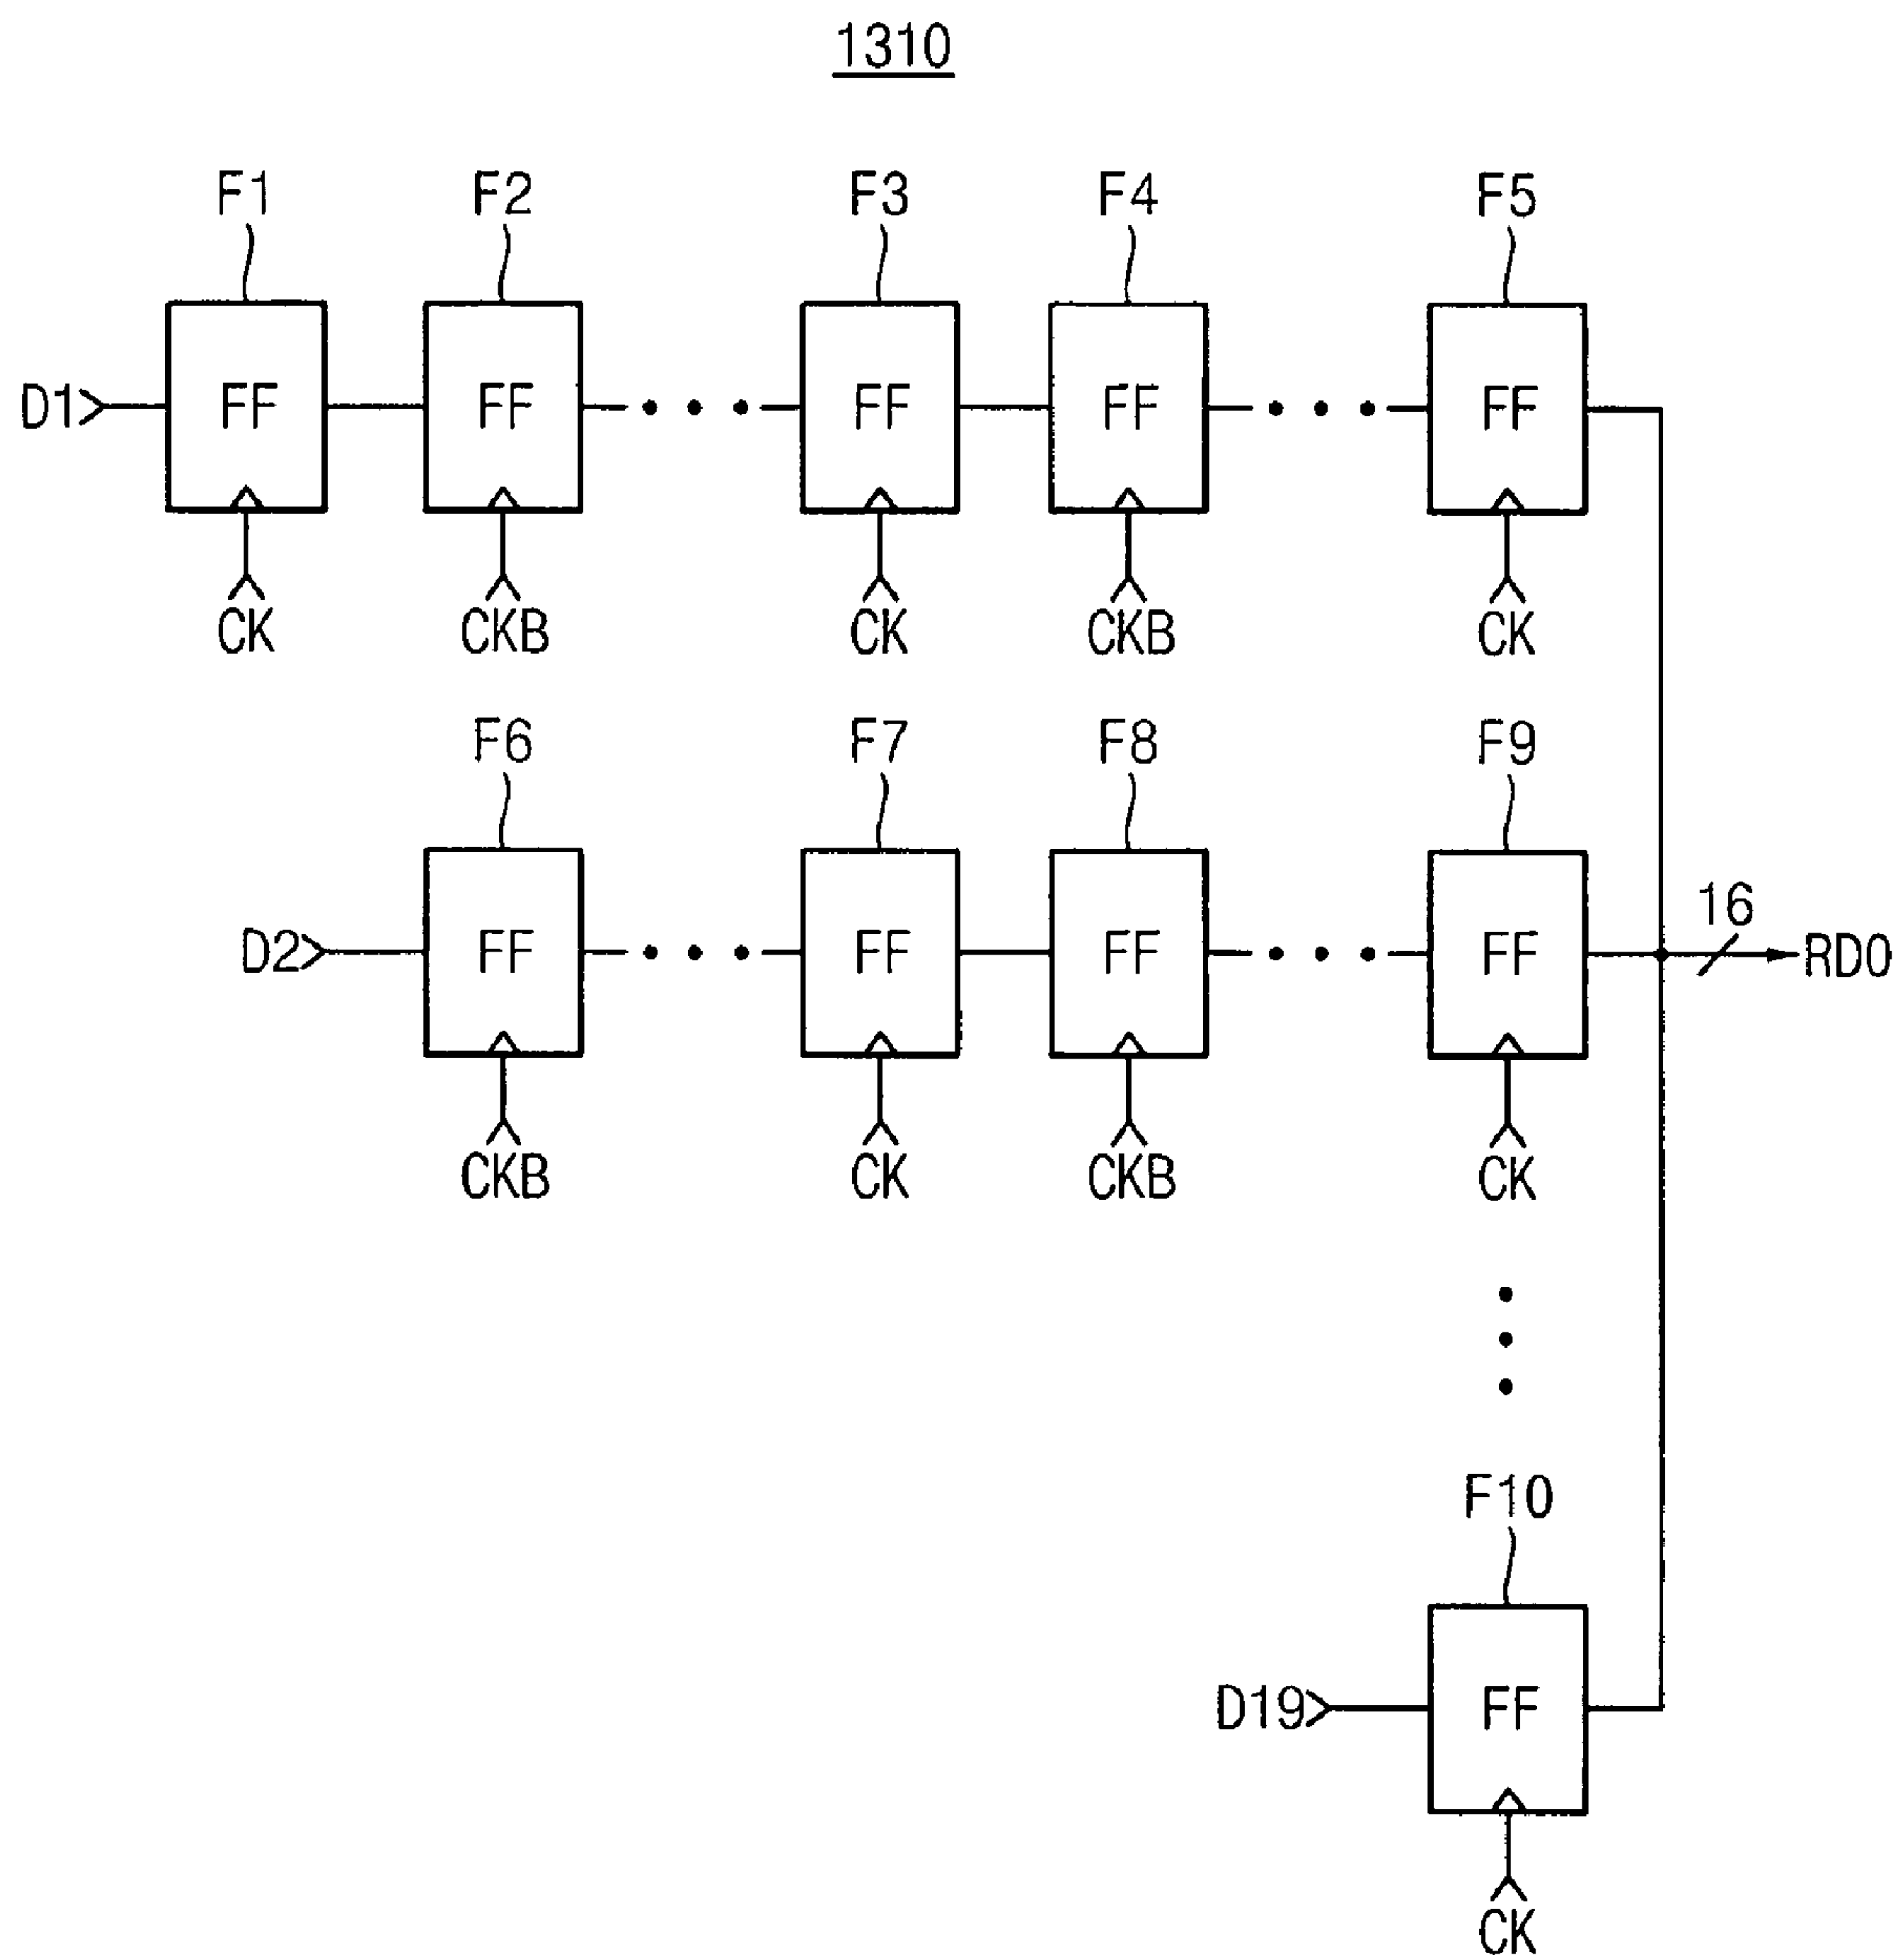 1310
F1 F2 F3 F4 F5
D1 FF FF FF FF FF
CK CKB CK CKB CK
F6 F7 F8 F9
16
D2 FF FF FF FF RDO
CKB CK CKB CK
F10
D19 FF
CK